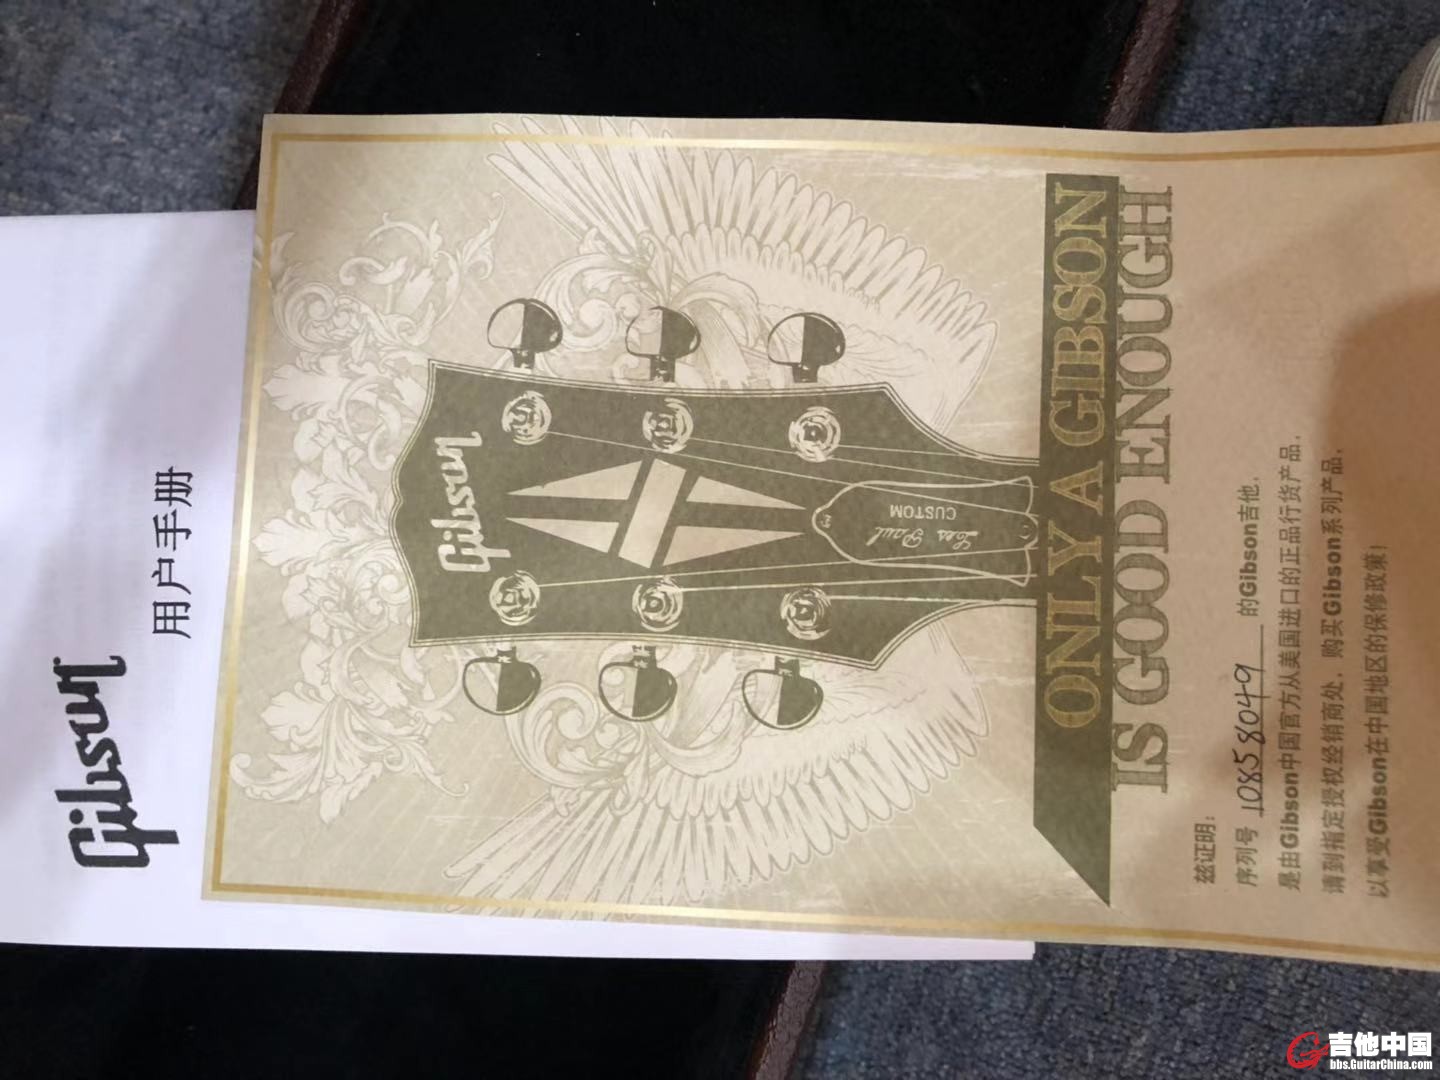 Gibson
用户手册
Gibson
Les Paul
CUSTOM
ONLY A GIBSON
IS GOOD ENOUGH
兹证明：
序列号 10858049 的Gibson吉他，
是由Gibson中国官方从美国进口的正品行货产品，
请到指定授权经销商处，购买Gibson系列产品，
以享受Gibson在中国地区的保修政策！
吉他中国
bbs.GuitarChina.com